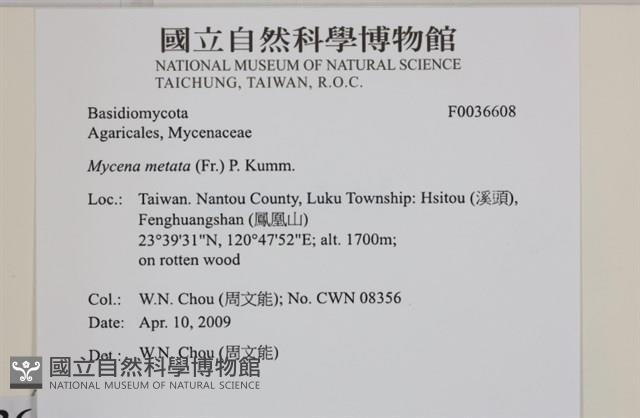 國立自然科學博物館
NATIONAL MUSEUM OF NATURAL SCIENCE
TAICHUNG, TAIWAN, R.O.C.
Basidiomycota F0036608
Agaricales, Mycenaceae
Mycena metata (Fr.) P. Kumm.
Loc.: Taiwan. Nantou County, Luku Township: Hsitou (溪頭),
Fenghuangshan (鳳凰山)
23°39'31"N, 120°47'52"E; alt. 1700m;
on rotten wood
Col.: W.N. Chou (周文能); No. CWN 08356
Date: Apr. 10, 2009
Det.: W.N. Chou (周文能)
國立自然科學博物館
NATIONAL MUSEUM OF NATURAL SCIENCE